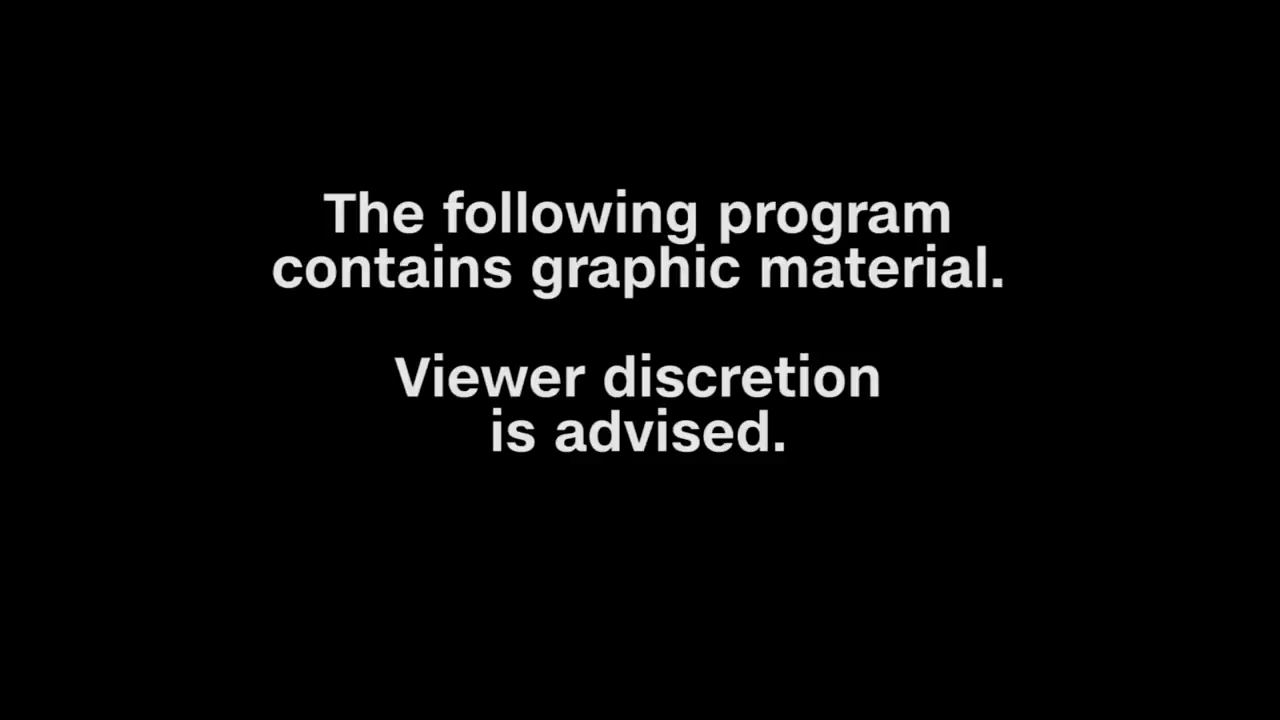 The following program
contains graphic material.
Viewer discretion
is advised.